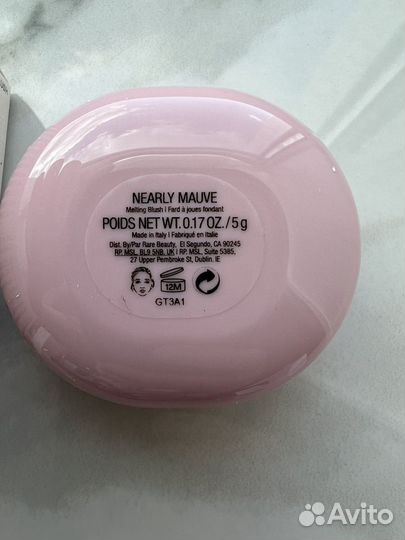 NEARLY MAUVE
Melting Blush | Fard à joues fondant
POIDS NET WT. 0.17 OZ. / 5 g
Made in Italy | Fabriqué en Italie
Dist. By/Par Rare Beauty, El Segundo, CA 90245
RP. MSL, BL9 5NB, UK | RP. MSL, Suite 5385,
27 Upper Pembroke St, Dublin, IE
12M
GT3A1
Avito